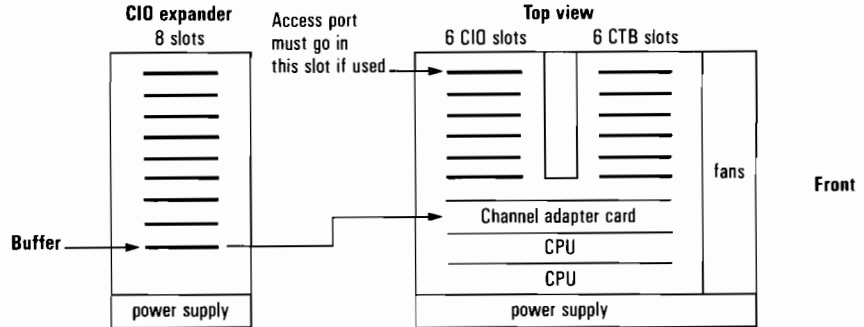 CIO expander
8 slots
Access port
must go in
this slot if used
Top view
6 CIO slots
6 CTB slots
fans
Front
Buffer
Channel adapter card
CPU
CPU
power supply
power supply